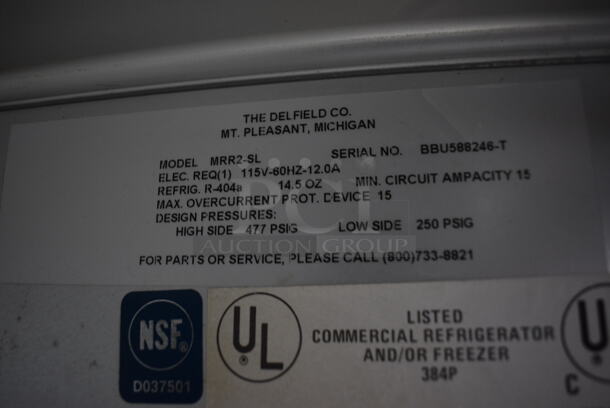 THE DELFIELD CO.
MT. PLEASANT, MICHIGAN
MODEL MRR2-SL SERIAL NO. BBU588246-T
ELEC. REQ(1) 115V-60HZ-12.0A
REFRIG. R-404a 14.5 OZ MIN. CIRCUIT AMPACITY 15
MAX. OVERCURRENT PROT. DEVICE 15
DESIGN PRESSURES:
HIGH SIDE 477 PSIG LOW SIDE 250 PSIG
FOR PARTS OR SERVICE, PLEASE CALL (800)733-8821
AUCTION GROUP
NSF®
D037501
UL
LISTED
COMMERCIAL REFRIGERATOR
AND/OR FREEZER
384P
C U